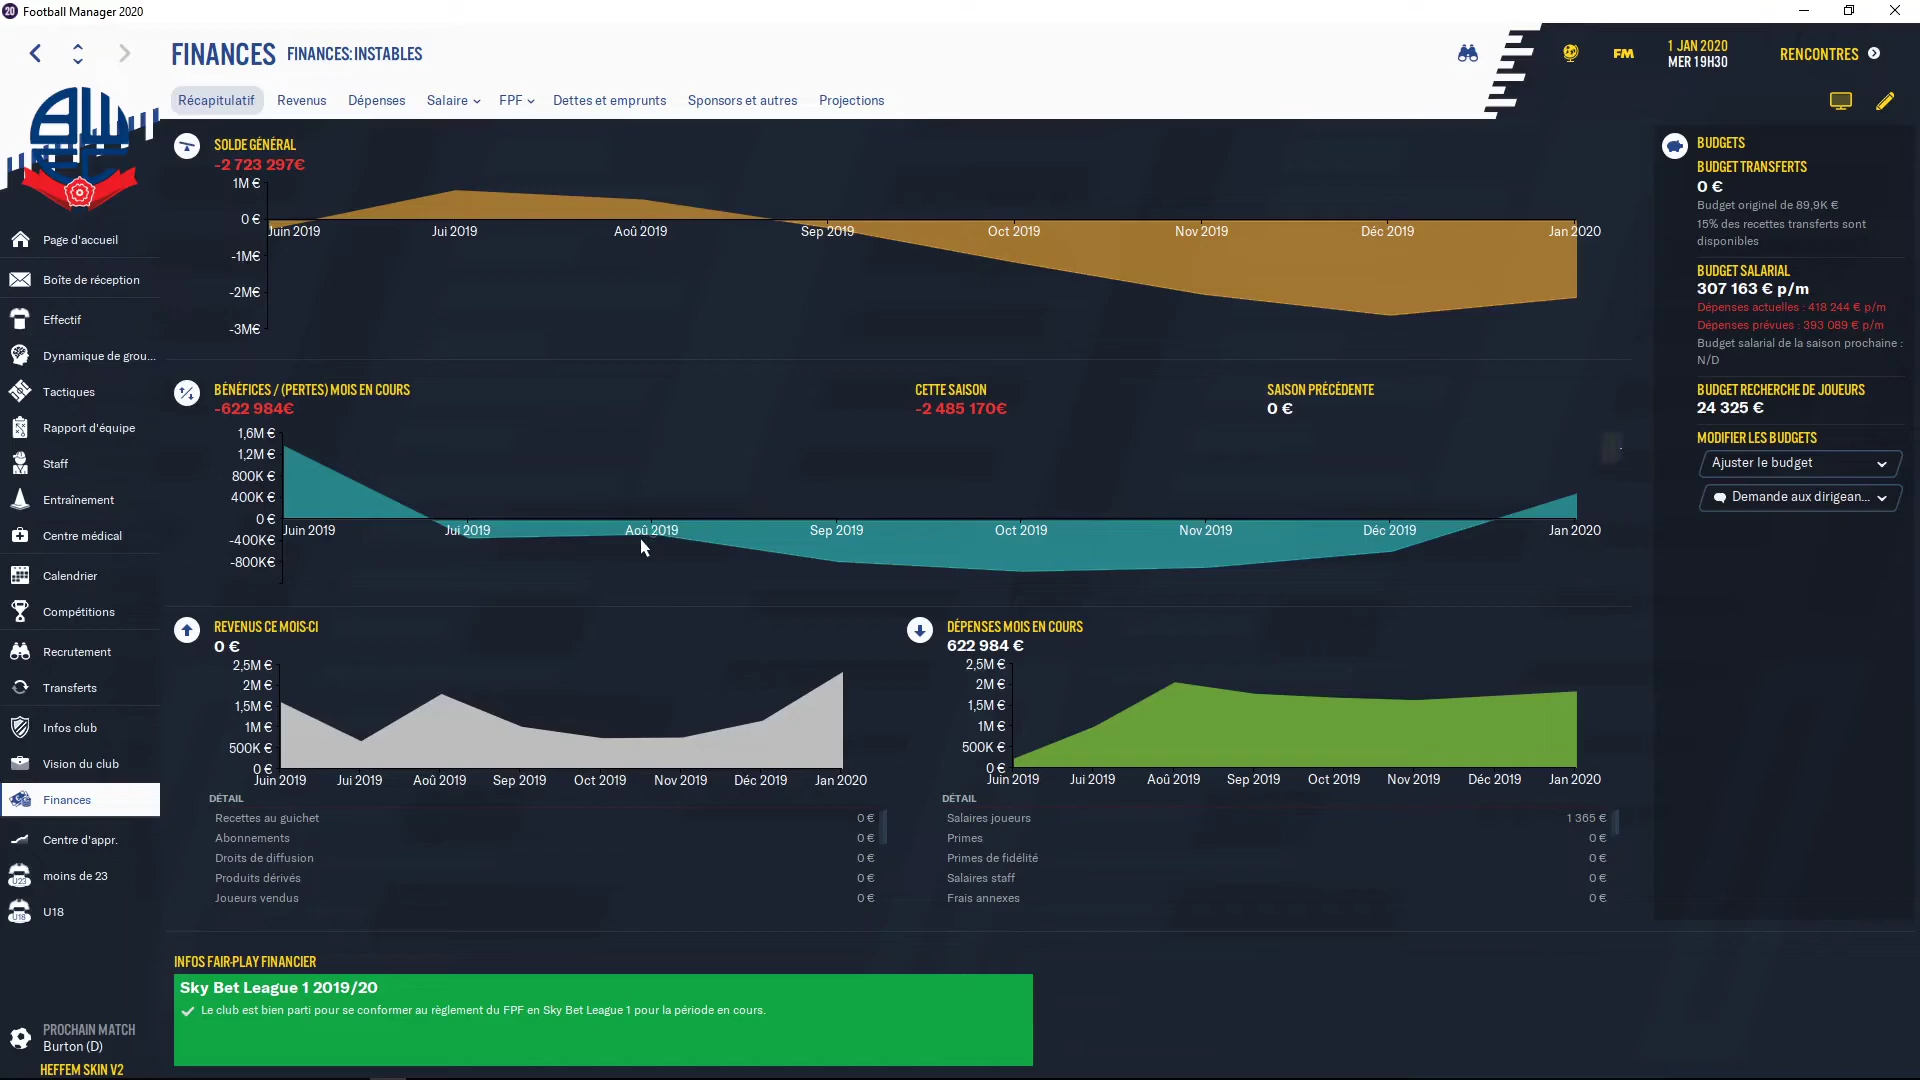 Football Manager 2020
FINANCES
FINANCES: INSTABLES
FM
1 JAN 2020
MER 19H30
RENCONTRES
Récapitulatif
Revenus
Dépenses
Salaire
FPF
Dettes et emprunts
Sponsors et autres
Projections
Page d'accueil
Boîte de réception
Effectif
Dynamique de grou...
Tactiques
Rapport d'équipe
Staff
Entraînement
Centre médical
Calendrier
Compétitions
Recrutement
Transferts
Infos club
Vision du club
Finances
Centre d'appr.
U23
moins de 23
U18
U18
PROCHAIN MATCH
Burton (D)
HEFFEM SKIN V2
SOLDE GÉNÉRAL
-2 723 297€
1M €
0 €
-1M€
-2M€
-3M€
Juin 2019
Jui 2019
Aoû 2019
Sep 2019
Oct 2019
Nov 2019
Déc 2019
Jan 2020
BÉNÉFICES / (PERTES) MOIS EN COURS
-622 984€
CETTE SAISON
-2 485 170€
SAISON PRÉCÉDENTE
0 €
1,6M €
1,2M €
800K €
400K €
0 €
-400K€
-800K€
Juin 2019
Jui 2019
Aoû 2019
Sep 2019
Oct 2019
Nov 2019
Déc 2019
Jan 2020
REVENUS CE MOIS-CI
0 €
2,5M €
2M €
1,5M €
1M €
500K €
0 €
Juin 2019
Jui 2019
Aoû 2019
Sep 2019
Oct 2019
Nov 2019
Déc 2019
Jan 2020
DÉTAIL
Recettes au guichet 0 €
Abonnements 0 €
Droits de diffusion 0 €
Produits dérivés 0 €
Joueurs vendus 0 €
DÉPENSES MOIS EN COURS
622 984 €
2,5M €
2M €
1,5M €
1M €
500K €
0 €
Juin 2019
Jui 2019
Aoû 2019
Sep 2019
Oct 2019
Nov 2019
Déc 2019
Jan 2020
DÉTAIL
Salaires joueurs 1 365 €
Primes 0 €
Primes de fidélité 0 €
Salaires staff 0 €
Frais annexes 0 €
INFOS FAIR-PLAY FINANCIER
Sky Bet League 1 2019/20
Le club est bien parti pour se conformer au règlement du FPF en Sky Bet League 1 pour la période en cours.
BUDGETS
BUDGET TRANSFERTS
0 €
Budget originel de 89,9K €
15% des recettes transferts sont
disponibles
BUDGET SALARIAL
307 163 € p/m
Dépenses actuelles : 418 244 € p/m
Dépenses prévues : 393 089 € p/m
Budget salarial de la saison prochaine :
N/D
BUDGET RECHERCHE DE JOUEURS
24 325 €
MODIFIER LES BUDGETS
Ajuster le budget
Demande aux dirigean...